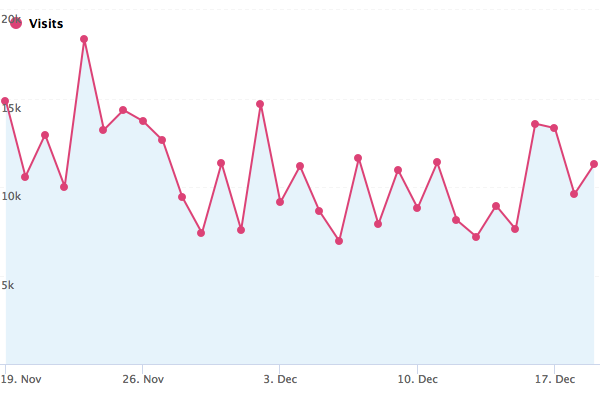 20k
Visits
15k
10k
5k
19. Nov
26. Nov
3. Dec
10. Dec
17. Dec